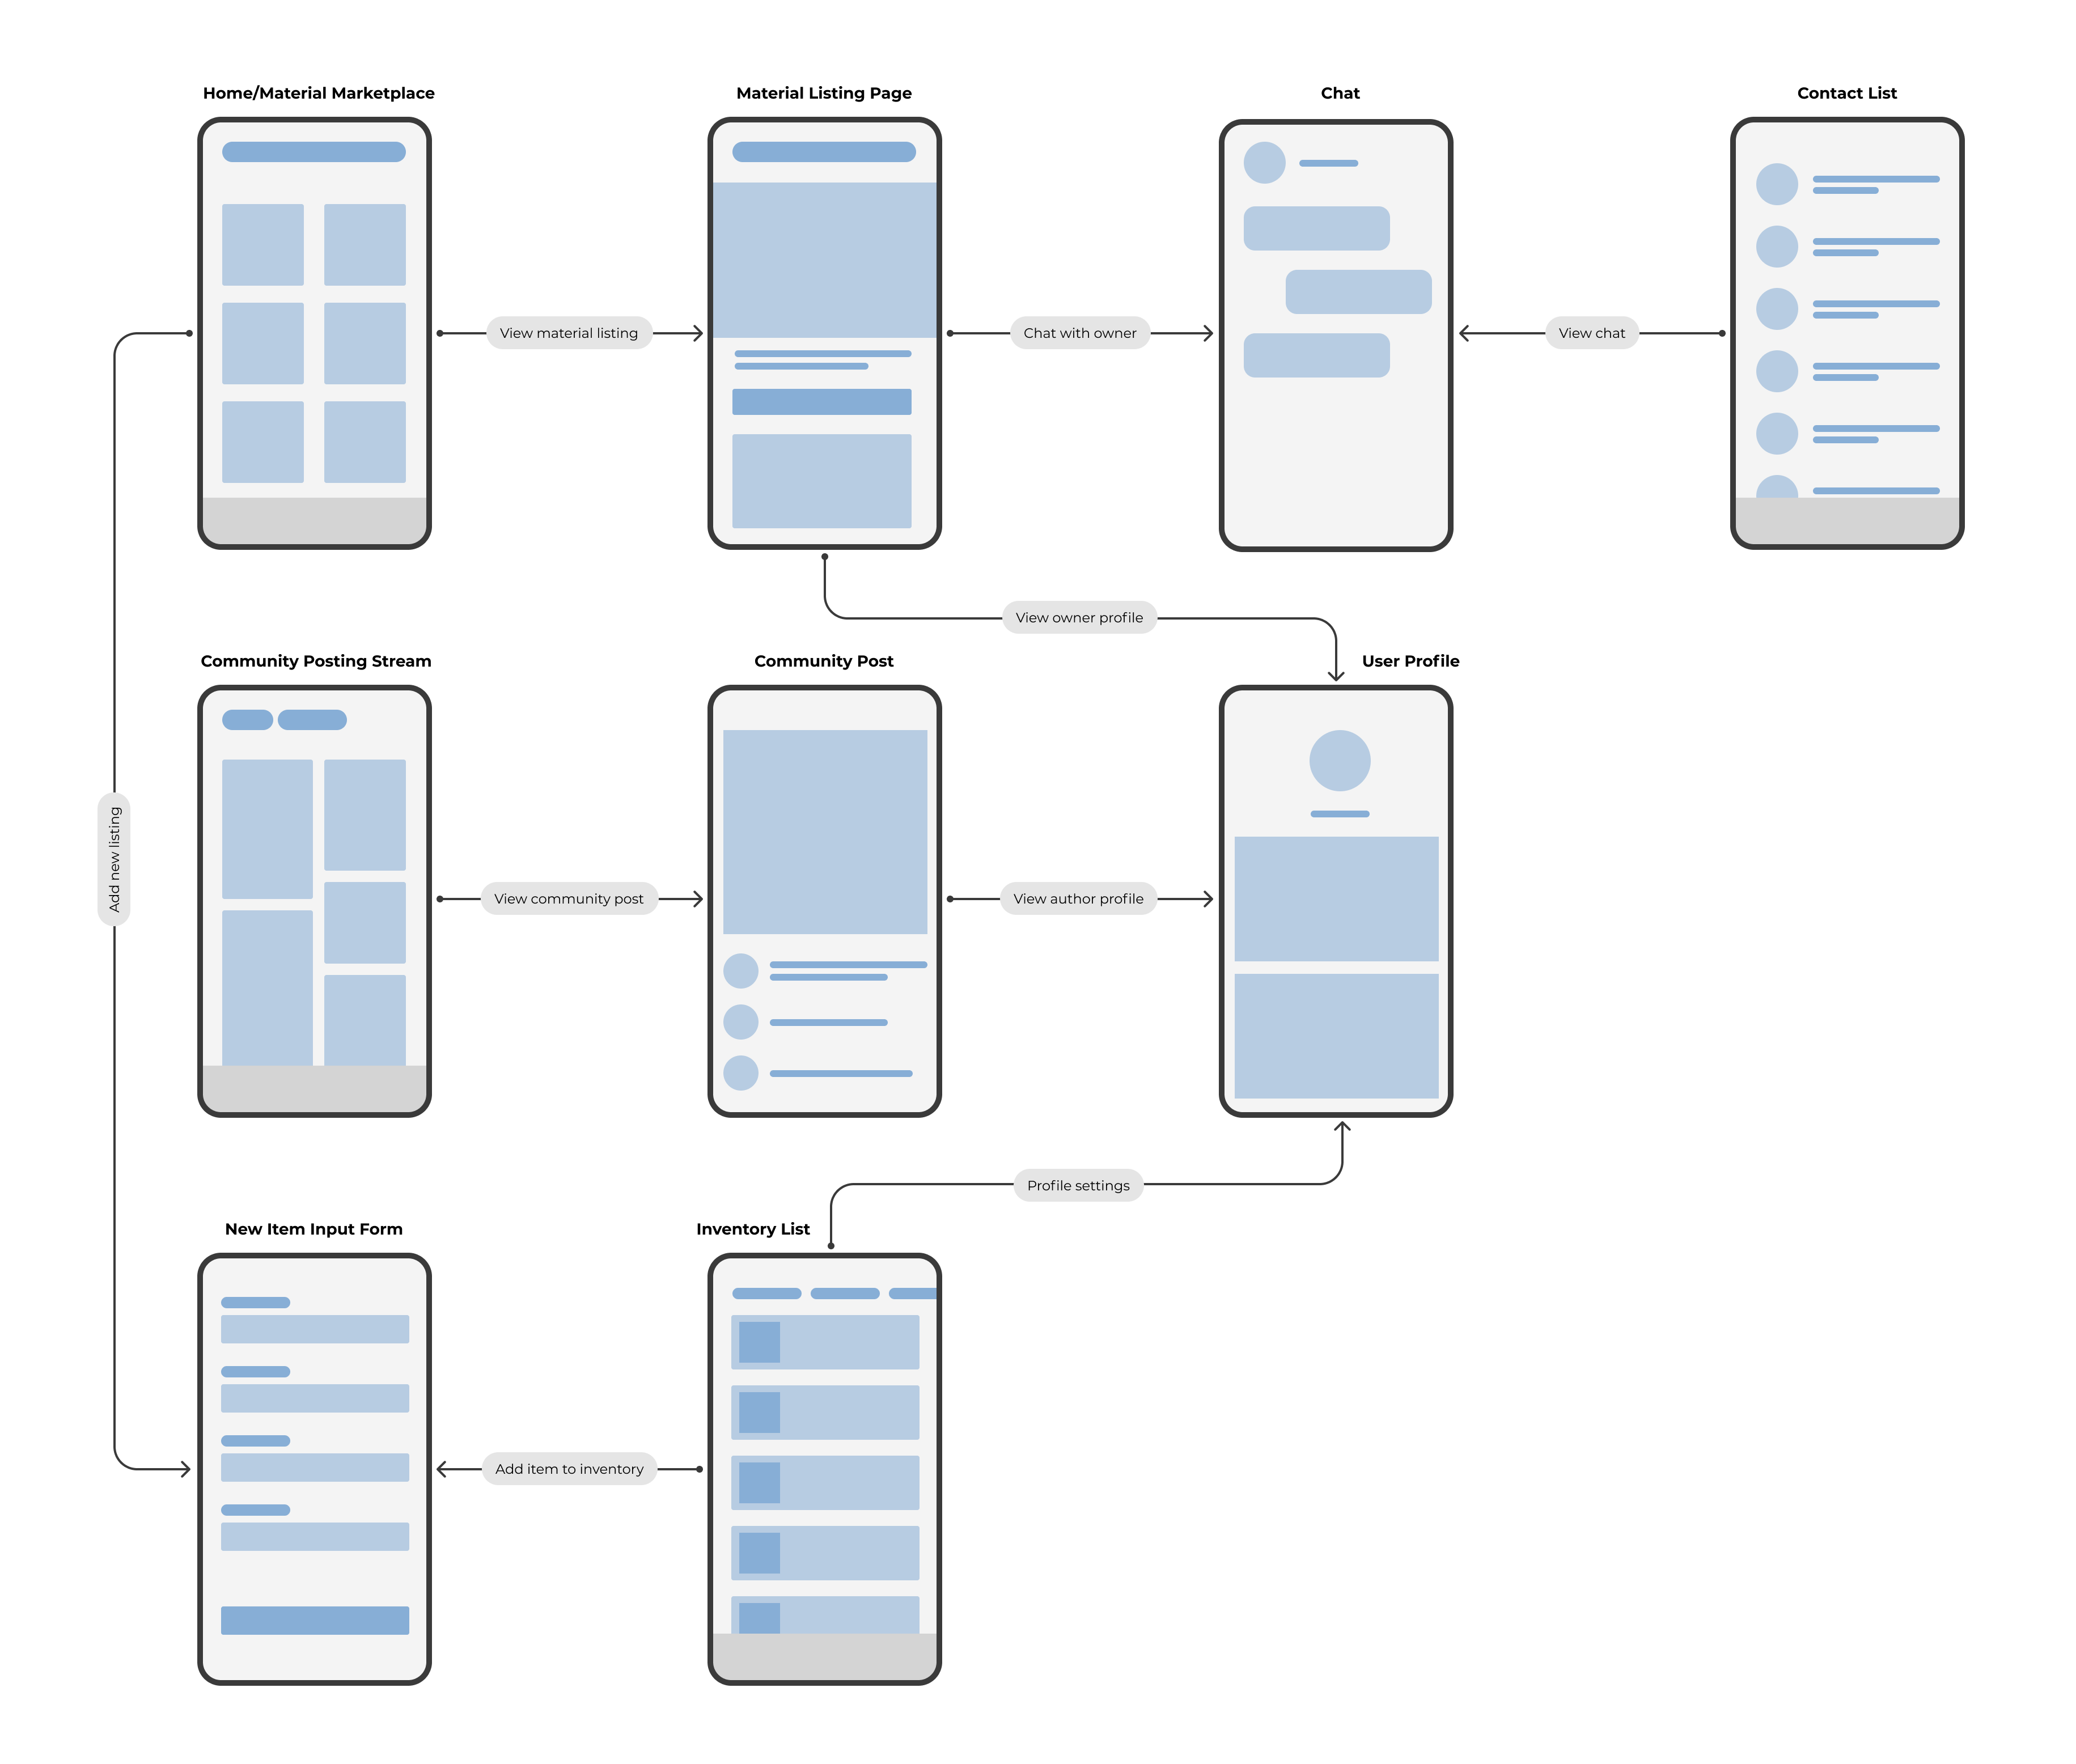 Home/Material Marketplace
Material Listing Page
Chat
Contact List
View material listing
Chat with owner
View chat
View owner profile
Community Posting Stream
Community Post
User Profile
Add new listing
View community post
View author profile
Profile settings
New Item Input Form
Inventory List
Add item to inventory